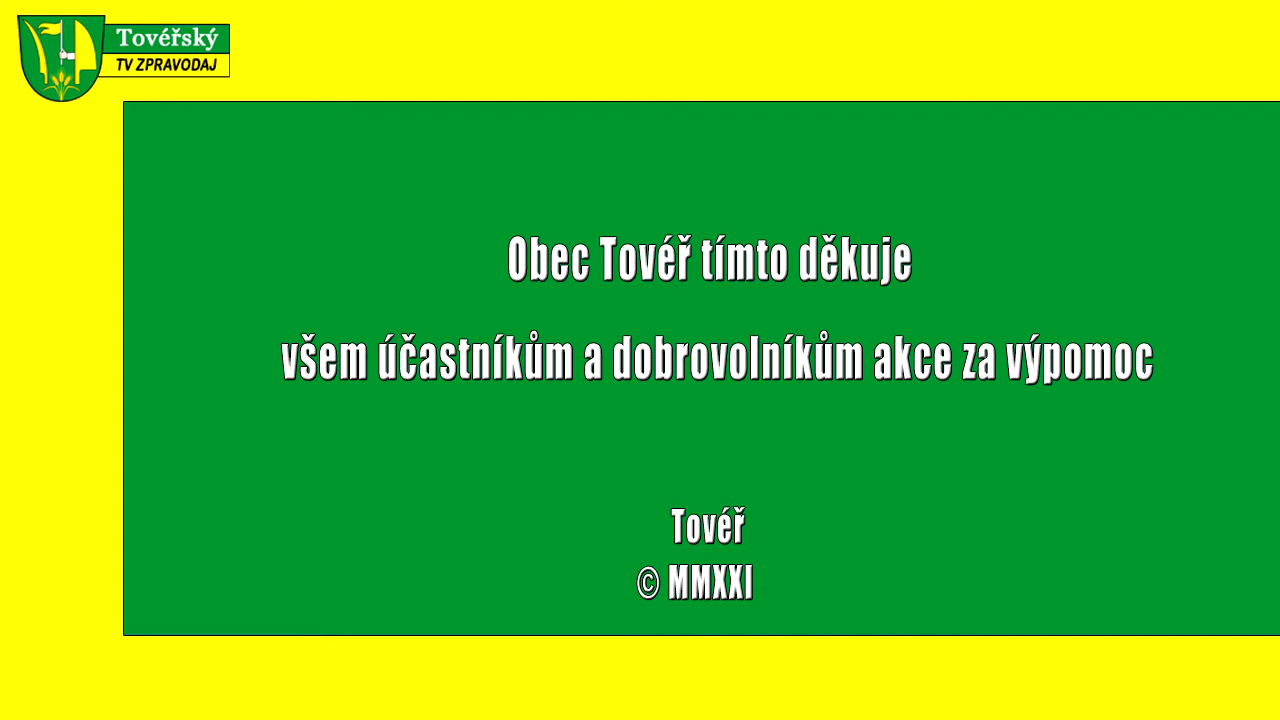 Tovéřský
TV ZPRAVODAJ
Obec Tovéř tímto děkuje
všem účastníkům a dobrovolníkům akce za výpomoc
Tovéř
© MMXXI